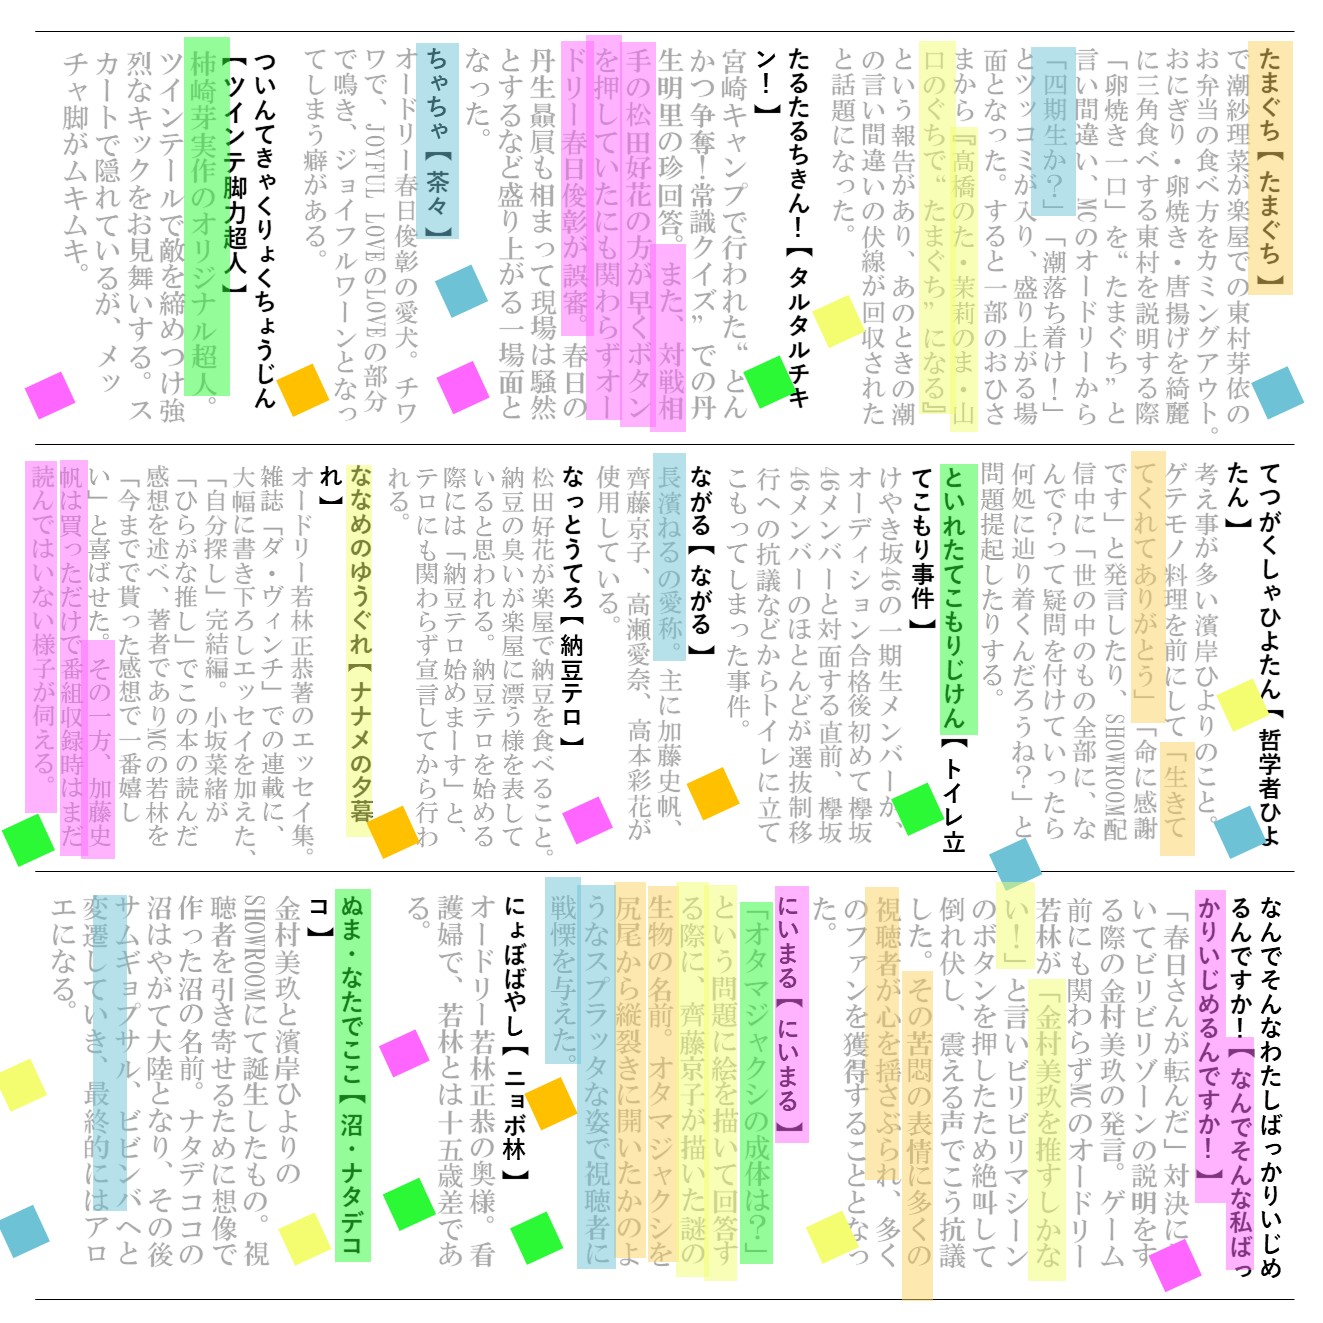 たまぐち【たまぐち】
で潮紗理菜が楽屋での東村芽依の
お弁当の食べ方をカミングアウト。
おにぎり・卵焼き・唐揚げを綺麗
に三角食べする東村を説明する際
「卵焼き一口」を“たまぐち”と
言い間違い、MCのオードリーから
「四期生か？」「潮落ち着け！」
とツッコミが入り、盛り上がる場
面となった。すると一部のおひさ
まから『髙橋のた・茉莉のま・山
口のぐちで“たまぐち”になる』
という報告があり、あのときの潮
の言い間違いの伏線が回収された
と話題になった。
たるたるちきん！【タルタルチキ
ン！】
宮崎キャンプで行われた“どん
かつ争奪！常識クイズ”での丹
生明里の珍回答。また、対戦相
手の松田好花の方が早くボタン
を押していたにも関わらずオー
ドリー春日俊彰が誤審。春日の
丹生贔屓も相まって現場は騒然
とするなど盛り上がる一場面と
なった。
ちゃちゃ【茶々】
オードリー春日俊彰の愛犬。チワ
ワで、JOYFUL LOVEのLOVEの部分
で鳴き、ジョイフルワーンとなっ
てしまう癖がある。
ついんてきゃくりょくちょうじん
【ツインテ脚力超人】
柿崎芽実作のオリジナル超人。
ツインテールで敵を締めつけ強
烈なキックをお見舞いする。ス
カートで隠れているが、メッ
チャ脚がムキムキ。
てつがくしゃひよたん【哲学者ひよ
たん】
考え事が多い濱岸ひよりのこと。
ゲテモノ料理を前にして「生きて
てくれてありがとう」「命に感謝
です」と発言したり、SHOWROOM配
信中に「世の中のもの全部に、な
んで？って疑問を付けていったら
何処に辿り着くんだろうね？」と
問題提起したりする。
といれたてこもりじけん【トイレ立
てこもり事件】
けやき坂46の一期生メンバーが、
オーディション合格後初めて欅坂
46メンバーと対面する直前、欅坂
46メンバーのほとんどが選抜制移
行への抗議などからトイレに立て
こもってしまった事件。
ながる【ながる】
長濱ねるの愛称。主に加藤史帆、
齊藤京子、高瀬愛奈、高本彩花が
使用している。
なっとうてろ【納豆テロ】
松田好花が楽屋で納豆を食べること。
納豆の臭いが楽屋に漂う様を表して
いると思われる。納豆テロを始める
際には「納豆テロ始めまーす」と、
テロにも関わらず宣言してから行わ
れる。
ななめのゆうぐれ【ナナメの夕暮
れ】
オードリー若林正恭著のエッセイ集。
雑誌「ダ・ヴィンチ」での連載に、
大幅に書き下ろしエッセイを加えた、
「自分探し」完結編。小坂菜緒が
「ひらがな推し」でこの本の読んだ
感想を述べ、著者でありMCの若林を
「今までで貰った感想で一番嬉し
い」と喜ばせた。その一方、加藤史
帆は買っただけで番組収録時はまだ
読んではいない様子が伺える。
なんでそんなわたしばっかりいじめ
るんですか！【なんでそんな私ばっ
かりいじめるんですか！】
「春日さんが転んだ」対決に
いてビリビリゾーンの説明をす
る際の金村美玖の発言。ゲーム
前にも関わらずMCのオードリー
若林が「金村美玖を推すしかな
い！」と言いビリビリマシーン
のボタンを押したため絶叫して
倒れ伏し、震える声でこう抗議
した。その苦悶の表情に多くの
視聴者が心を揺さぶられ、多く
のファンを獲得することとなっ
た。
にいまる【にいまる】
「オタマジャクシの成体は？」
という問題に絵を描いて回答す
る際に、齊藤京子が描いた謎の
生物の名前。オタマジャクシを
尻尾から縦裂きに開いたかのよ
うなスプラッタな姿で視聴者に
戦慄を与えた。
にょぼばやし【ニョボ林】
オードリー若林正恭の奥様。看
護婦で、若林とは十五歳差であ
る。
ぬま・なたでここ【沼・ナタデコ
コ】
金村美玖と濱岸ひよりの
SHOWROOMにて誕生したもの。視
聴者を引き寄せるために想像で
作った沼の名前。ナタデココの
沼はやがて大陸となり、その後
サムギョプサル、ビビンバへと
変遷していき、最終的にはアロ
エになる。